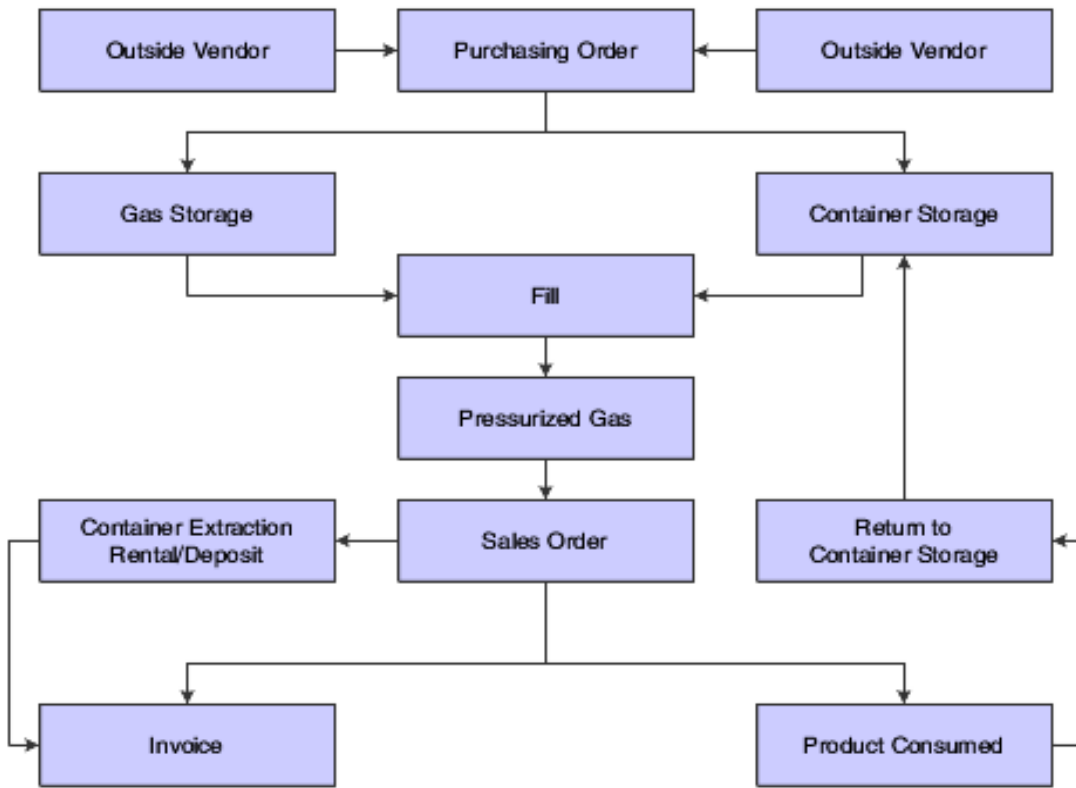 Outside Vendor
Purchasing Order
Outside Vendor
Gas Storage
Container Storage
Fill
Pressurized Gas
Container Extraction
Rental/Deposit
Sales Order
Return to
Container Storage
Invoice
Product Consumed